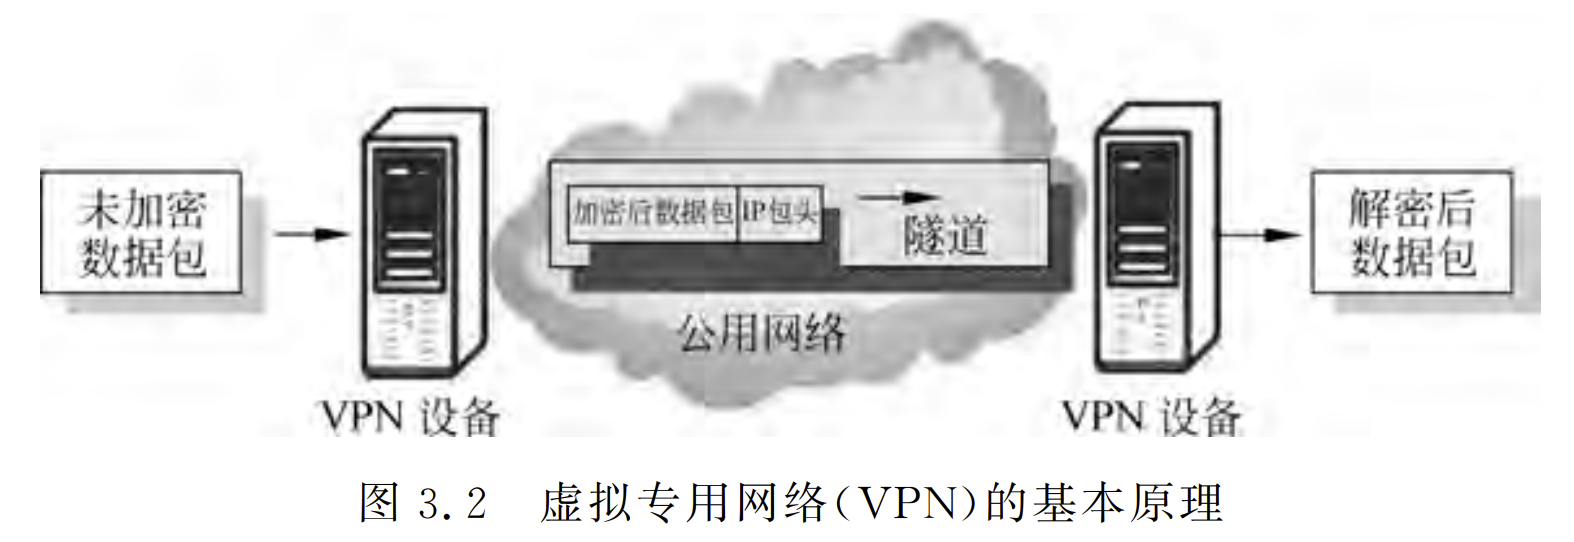 未加密
数据包
VPN 设备
加密后数据包
IP包头
隧道
公用网络
VPN 设备
解密后
数据包
图 3.2 虚拟专用网络(VPN)的基本原理